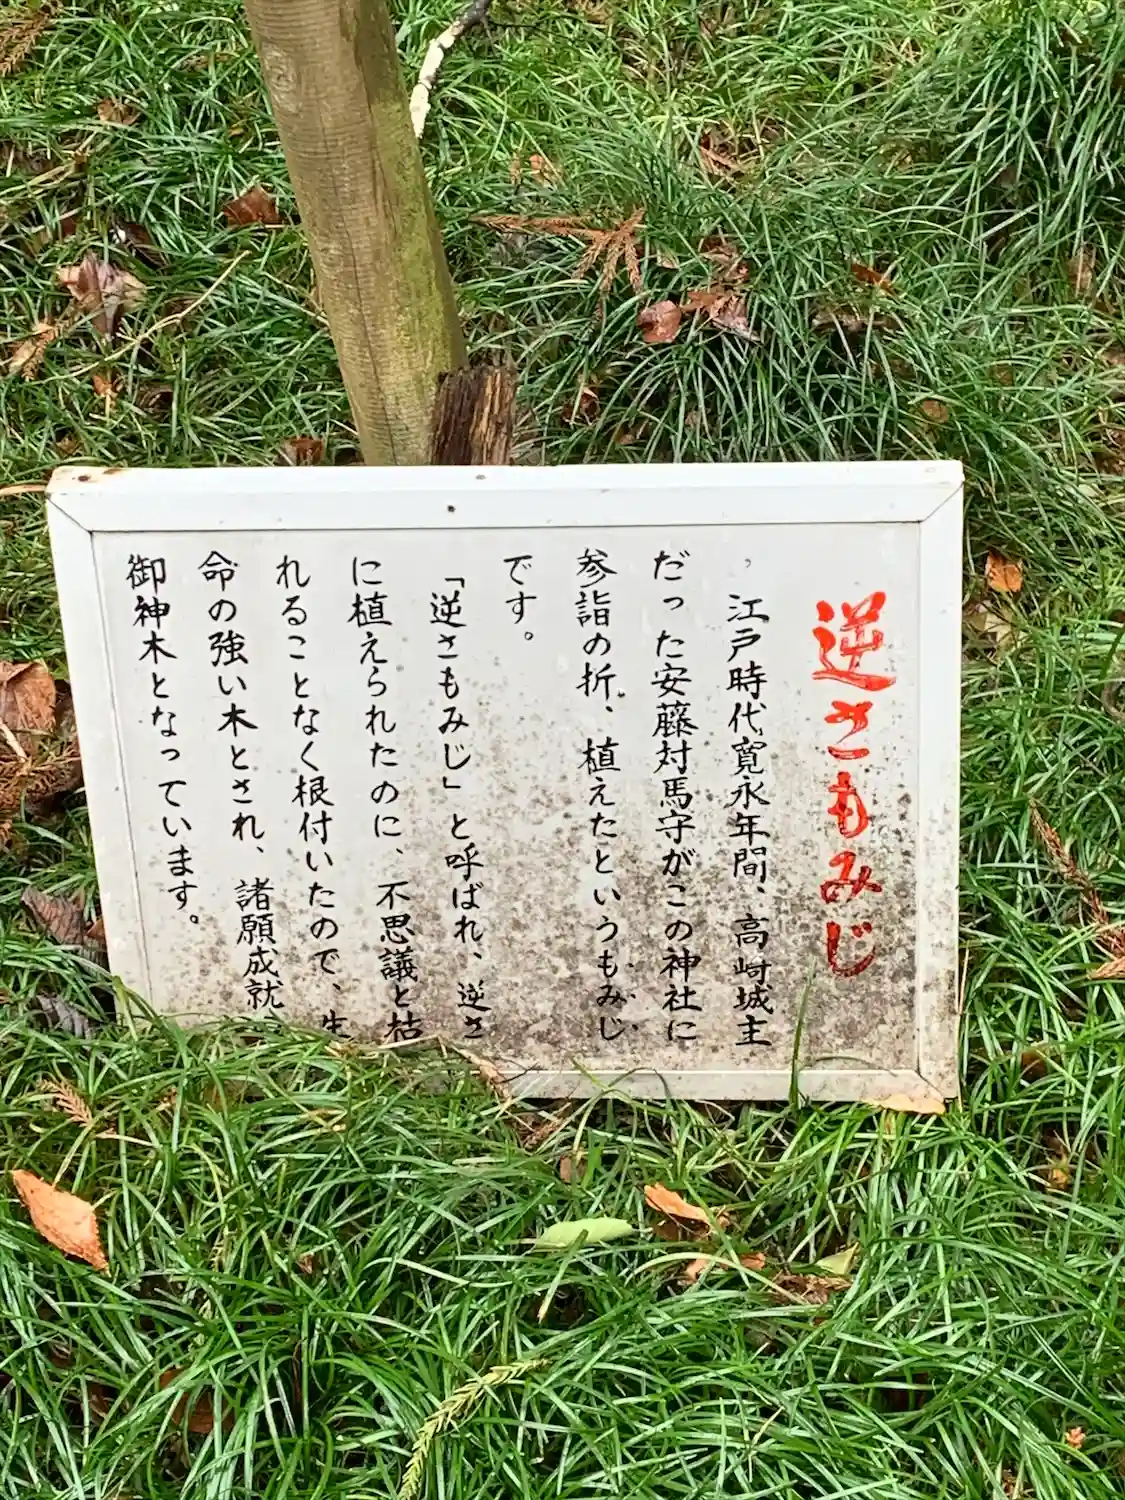 逆さもみじ
江戸時代、寛永年間、高崎城主
だった安藤対馬守がこの神社に
参詣の折、植えたというもみじ
です。
「逆さもみじ」と呼ばれ、逆さ
に植えられたのに、不思議と枯
れることなく根付いたので、生
命の強い木とされ、諸願成就、
御神木となっています。